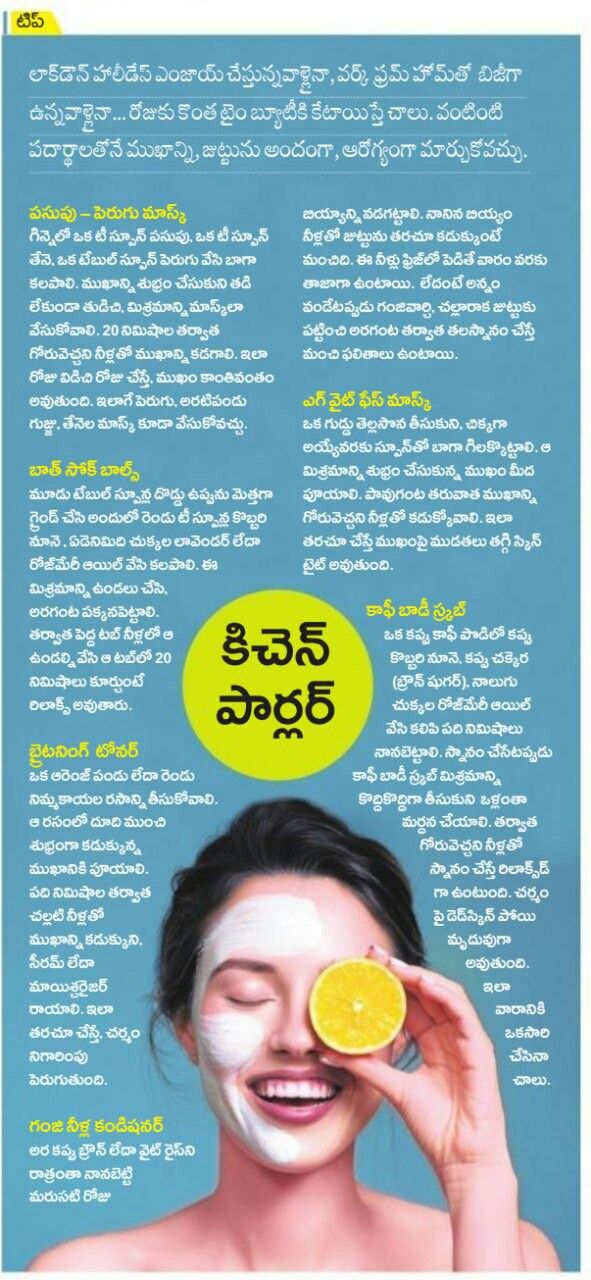 టిప్
లాక్‌డౌన్ హాలీడేస్ ఎంజాయ్ చేస్తున్నవాళ్లైనా, వర్క్ ఫ్రమ్ హోమ్‌తో బిజీగా
ఉన్నవాళ్లైనా... రోజుకు కొంత టైం బ్యూటీకి కేటాయిస్తే చాలు. వంటింటి
పదార్థాలతోనే ముఖాన్ని, జుట్టును అందంగా, ఆరోగ్యంగా మార్చుకోవచ్చు.
పసుపు – పెరుగు మాస్క్
గిన్నెలో ఒక టీ స్పూన్ పసుపు, ఒక టీ స్పూన్
తేనె, ఒక టేబుల్ స్పూన్ పెరుగు వేసి బాగా
కలపాలి. ముఖాన్ని శుభ్రం చేసుకుని తడి
లేకుండా తుడిచి, మిశ్రమాన్ని మాస్క్‌లా
వేసుకోవాలి. 20 నిమిషాల తర్వాత
గోరువెచ్చని నీళ్లతో ముఖాన్ని కడగాలి. ఇలా
రోజు విడిచి రోజు చేస్తే, ముఖం కాంతివంతం
అవుతుంది. ఇలాగే పెరుగు, అరటిపండు
గుజ్జు, తేనెల మాస్క్ కూడా వేసుకోవచ్చు.
బాత్ సోక్ బాల్స్
మూడు టేబుల్ స్పూన్ల దొడ్డు ఉప్పును మెత్తగా
గ్రైండ్ చేసి అందులో రెండు టీ స్పూన్ల కొబ్బరి
నూనె , ఏడెనిమిది చుక్కల లావెండర్ లేదా
రోజ్‌మేరీ ఆయిల్ వేసి కలపాలి. ఈ
మిశ్రమాన్ని ఉండలు చేసి,
అరగంట పక్కనపెట్టాలి.
తర్వాత పెద్ద టబ్ నీళ్లలో ఆ
ఉండల్ని వేసి ఆ టబ్‌లో 20
నిమిషాలు కూర్చుంటే
రిలాక్స్ అవుతారు.
బ్రైటనింగ్ టోనర్
ఒక ఆరెంజ్ పండు లేదా రెండు
నిమ్మకాయల రసాన్ని తీసుకోవాలి.
ఆ రసంలో దూది ముంచి
శుభ్రంగా కడుక్కున్న
ముఖానికి పూయాలి.
పది నిమిషాల తర్వాత
చల్లటి నీళ్లతో
ముఖాన్ని కడుక్కుని,
సీరమ్ లేదా
మాయిశ్చరైజర్
రాయాలి. ఇలా
తరచూ చేస్తే, చర్మం
నిగారింపు
పెరుగుతుంది.
గంజి నీళ్ల కండిషనర్
అర కప్పు బ్రౌన్ లేదా వైట్ రైస్‌ని
రాత్రంతా నానబెట్టి
మరుసటి రోజు
బియ్యాన్ని వడగట్టాలి. నానిన బియ్యం
నీళ్లతో జుట్టును తరచూ కడుక్కుంటే
మంచిది. ఈ నీళ్లు ఫ్రిజ్‌లో పెడితే వారం వరకు
తాజాగా ఉంటాయి. లేదంటే అన్నం
వండేటప్పుడు గంజివార్చి, చల్లారాక జుట్టుకు
పట్టించి అరగంట తర్వాత తలస్నానం చేస్తే
మంచి ఫలితాలు ఉంటాయి.
ఎగ్ వైట్ ఫేస్ మాస్క్
ఒక గుడ్డు తెల్లసొన తీసుకుని, చిక్కగా
అయ్యేవరకు స్పూన్‌తో బాగా గిలక్కొట్టాలి. ఆ
మిశ్రమాన్ని శుభ్రం చేసుకున్న ముఖం మీద
పూయాలి. పావుగంట తరువాత ముఖాన్ని
గోరువెచ్చని నీళ్లతో కడుక్కోవాలి. ఇలా
తరచూ చేస్తే ముఖంపై ముడతలు తగ్గి స్కిన్
టైట్ అవుతుంది.
కాఫీ బాడీ స్క్రబ్
ఒక కప్పు కాఫీ పొడిలో కప్పు
కొబ్బరి నూనె, కప్పు చక్కెర
(బ్రౌన్ షుగర్), నాలుగు
చుక్కల రోజ్‌మేరీ ఆయిల్
వేసి కలిపి పది నిమిషాలు
నానబెట్టాలి. స్నానం చేసేటప్పుడు
కాఫీ బాడీ స్క్రబ్ మిశ్రమాన్ని
కొద్దికొద్దిగా తీసుకుని ఒళ్లంతా
మర్దన చేయాలి. తర్వాత
గోరువెచ్చని నీళ్లతో
స్నానం చేస్తే రిలాక్స్‌డ్
గా ఉంటుంది. చర్మం
పై డెడ్‌స్కిన్ పోయి
మృదువుగా
అవుతుంది.
ఇలా
వారానికి
ఒకసారి
చేసినా
చాలు.
కిచెన్
పార్లర్